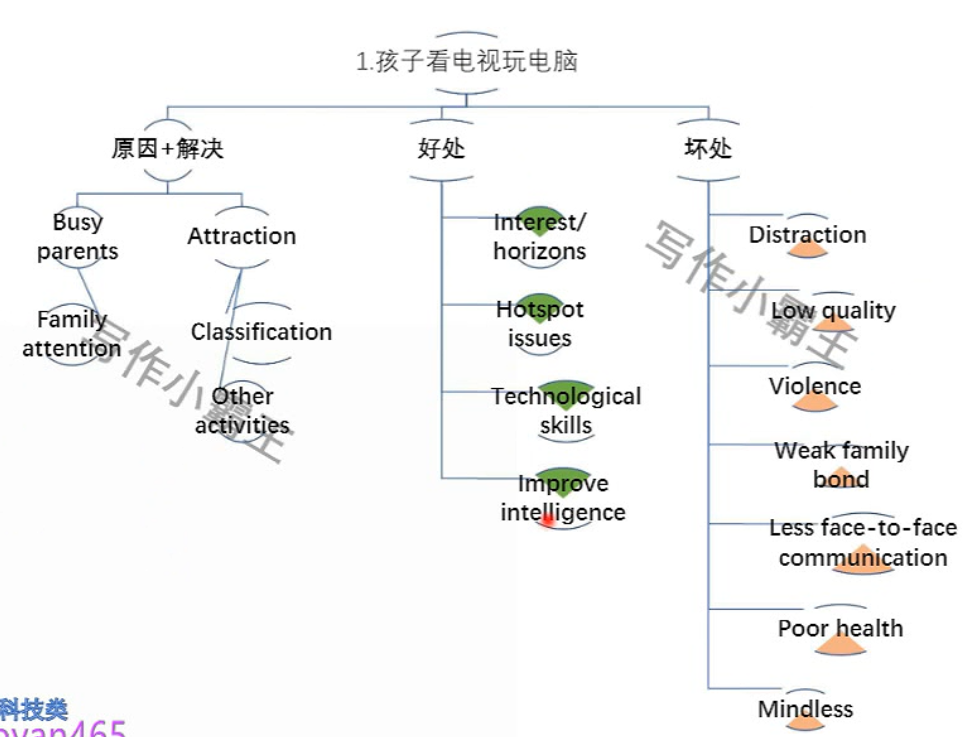 1.孩子看电视玩电脑
原因+解决
好处
坏处
Busy
parents
Attraction
Family
attention
Classification
Other
activities
Interest/
horizons
Hotspot
issues
Technological
skills
Improve
intelligence
Distraction
Low quality
Violence
Weak family
bond
Less face-to-face
communication
Poor health
Mindless
写作小霸王
写作小霸王
科技类